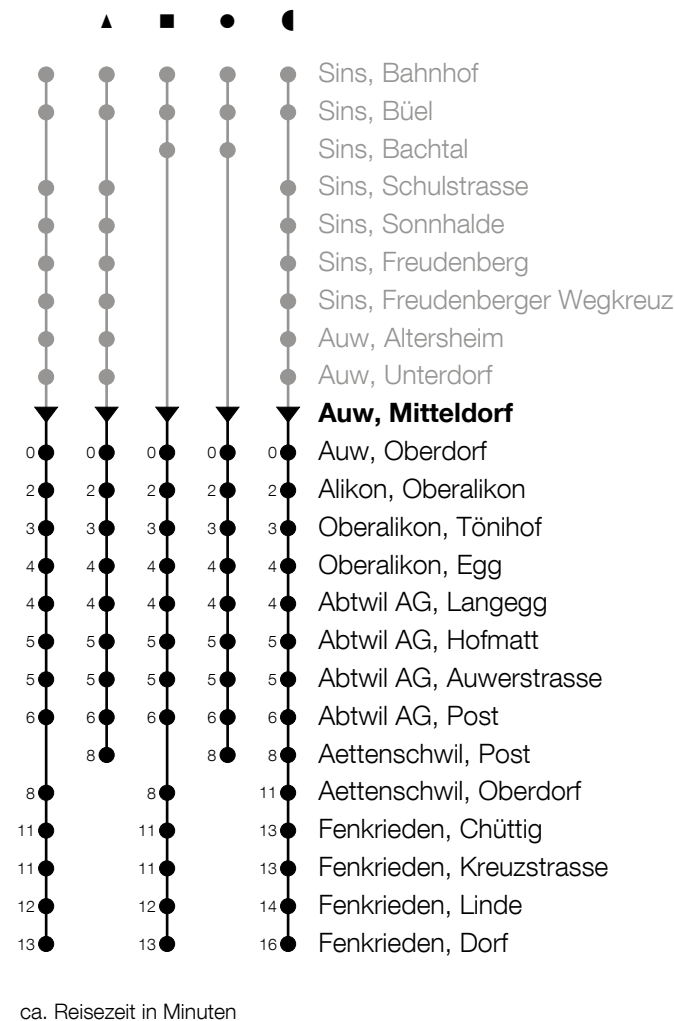 Sins, Bahnhof
Sins, Büel
Sins, Bachtal
Sins, Schulstrasse
Sins, Sonnhalde
Sins, Freudenberg
Sins, Freudenberger Wegkreuz
Auw, Altersheim
Auw, Unterdorf
Auw, Mitteldorf
0 0 0 0 0 Auw, Oberdorf
2 2 2 2 2 Alikon, Oberalikon
3 3 3 3 3 Oberalikon, Tönihof
4 4 4 4 4 Oberalikon, Egg
4 4 4 4 4 Abtwil AG, Langegg
5 5 5 5 5 Abtwil AG, Hofmatt
5 5 5 5 5 Abtwil AG, Auwerstrasse
6 6 6 6 6 Abtwil AG, Post
8 8 8 Aettenschwil, Post
8 8 11 Aettenschwil, Oberdorf
11 11 13 Fenkrieden, Chüttig
11 11 13 Fenkrieden, Kreuzstrasse
12 12 14 Fenkrieden, Linde
13 13 16 Fenkrieden, Dorf
ca. Reisezeit in Minuten